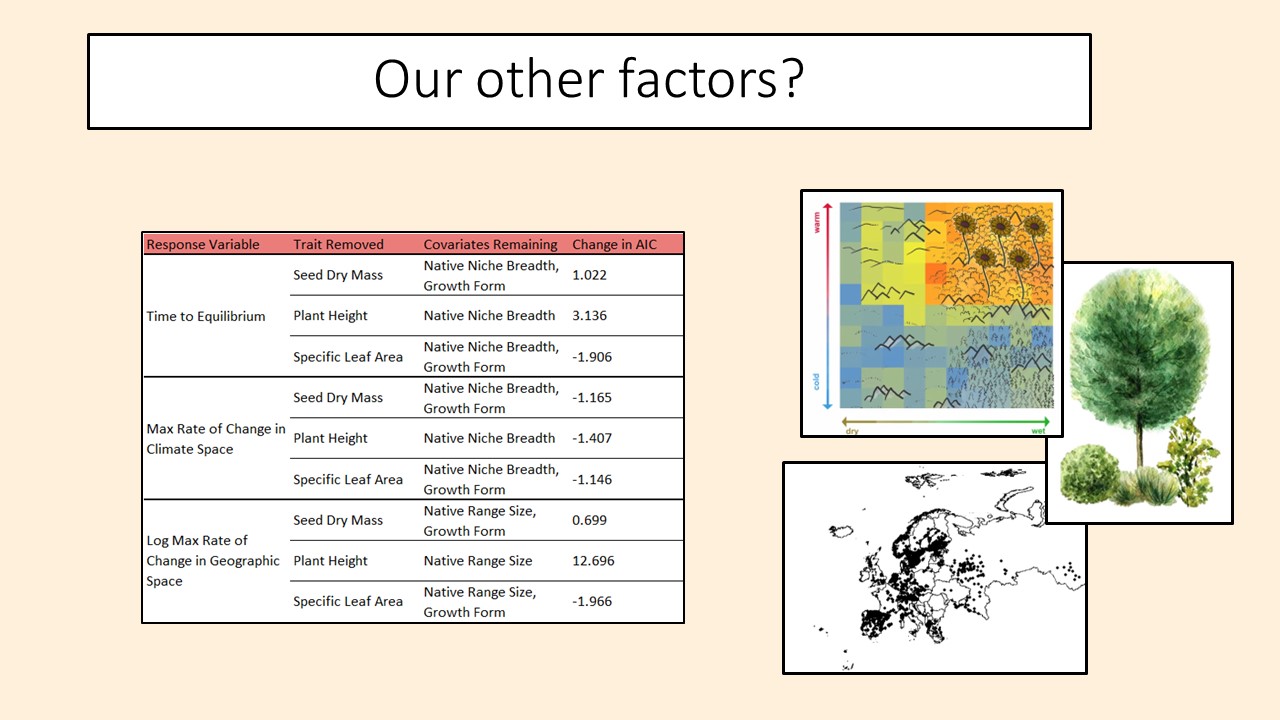 Our other factors?
Response Variable Trait Removed Covariates Remaining Change in AIC
Time to Equilibrium
Seed Dry Mass
Native Niche Breadth,
Growth Form
1.022
Plant Height
Native Niche Breadth
3.136
Specific Leaf Area
Native Niche Breadth,
Growth Form
-1.906
Max Rate of Change in
Climate Space
Seed Dry Mass
Native Niche Breadth,
Growth Form
-1.165
Plant Height
Native Niche Breadth
-1.407
Specific Leaf Area
Native Niche Breadth,
Growth Form
-1.146
Log Max Rate of
Change in Geographic
Space
Seed Dry Mass
Native Range Size,
Growth Form
0.699
Plant Height
Native Range Size
12.696
Specific Leaf Area
Native Range Size,
Growth Form
-1.966
warm
cold
dry
wet